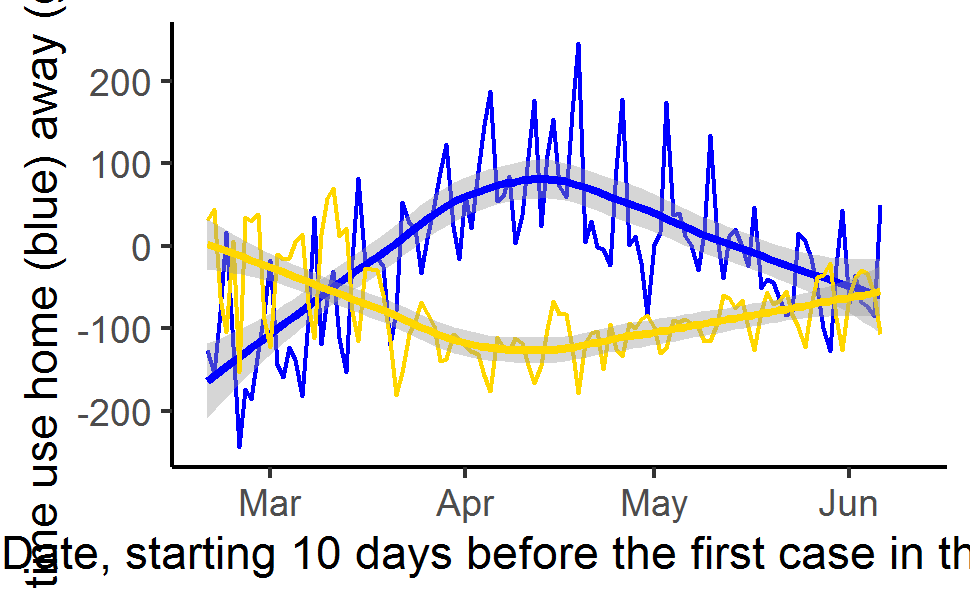 time use home (blue) away (
200
100
0
-100
-200
Mar Apr May Jun
Date, starting 10 days before the first case in th